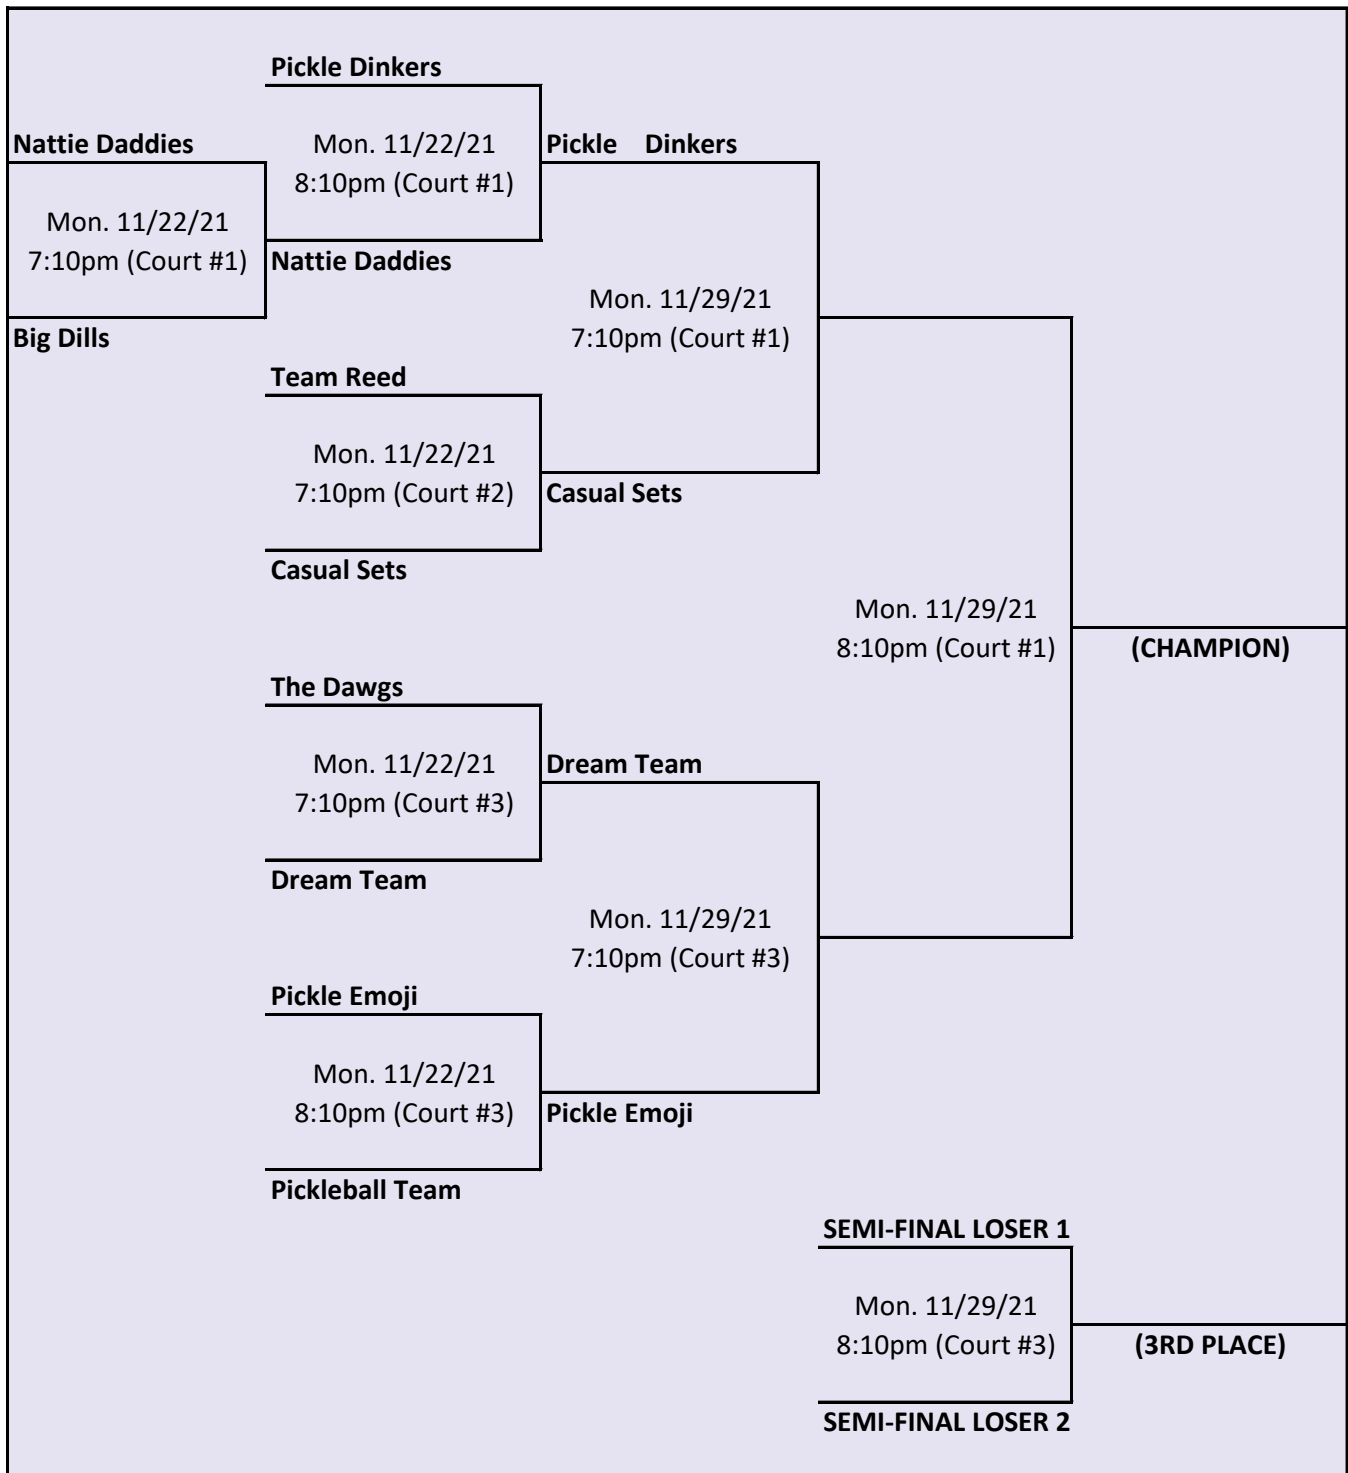 Pickle Dinkers
Nattie Daddies
Mon. 11/22/21
8:10pm (Court #1)
Pickle Dinkers
Mon. 11/22/21
7:10pm (Court #1)
Nattie Daddies
Big Dills
Mon. 11/29/21
7:10pm (Court #1)
Team Reed
Mon. 11/22/21
7:10pm (Court #2)
Casual Sets
Casual Sets
Mon. 11/29/21
8:10pm (Court #1)
(CHAMPION)
The Dawgs
Mon. 11/22/21
7:10pm (Court #3)
Dream Team
Dream Team
Mon. 11/29/21
7:10pm (Court #3)
Pickle Emoji
Mon. 11/22/21
8:10pm (Court #3)
Pickle Emoji
Pickleball Team
SEMI-FINAL LOSER 1
Mon. 11/29/21
8:10pm (Court #3)
(3RD PLACE)
SEMI-FINAL LOSER 2